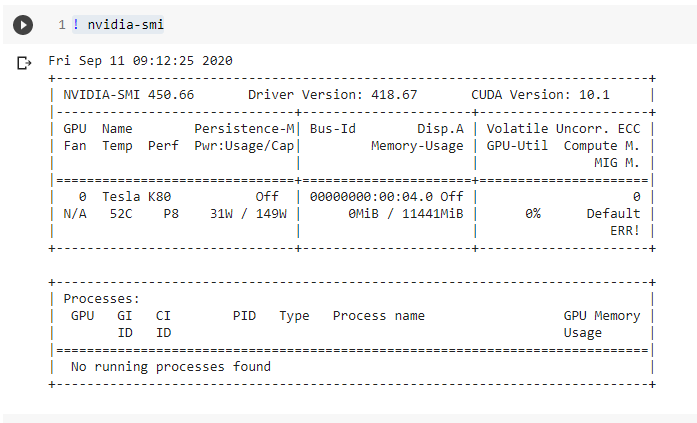 1 ! nvidia-smi
Fri Sep 11 09:12:25 2020
+-----------------------------------------------------------------------------+
| NVIDIA-SMI 450.66       Driver Version: 418.67       CUDA Version: 10.1     |
|-------------------------------+----------------------+----------------------+
| GPU  Name        Persistence-M| Bus-Id        Disp.A | Volatile Uncorr. ECC |
| Fan  Temp  Perf  Pwr:Usage/Cap|         Memory-Usage | GPU-Util  Compute M. |
|                               |                      |               MIG M. |
|===============================+======================+======================|
|   0  Tesla K80           Off  | 00000000:00:04.0 Off |                    0 |
| N/A   52C    P8    31W / 149W |      0MiB / 11441MiB |      0%      Default |
|                               |                      |                 ERR! |
+-------------------------------+----------------------+----------------------+

+-----------------------------------------------------------------------------+
| Processes:                                                                  |
|  GPU   GI   CI        PID   Type   Process name                  GPU Memory |
|        ID   ID                                                   Usage      |
|=============================================================================|
|  No running processes found                                                 |
+-----------------------------------------------------------------------------+